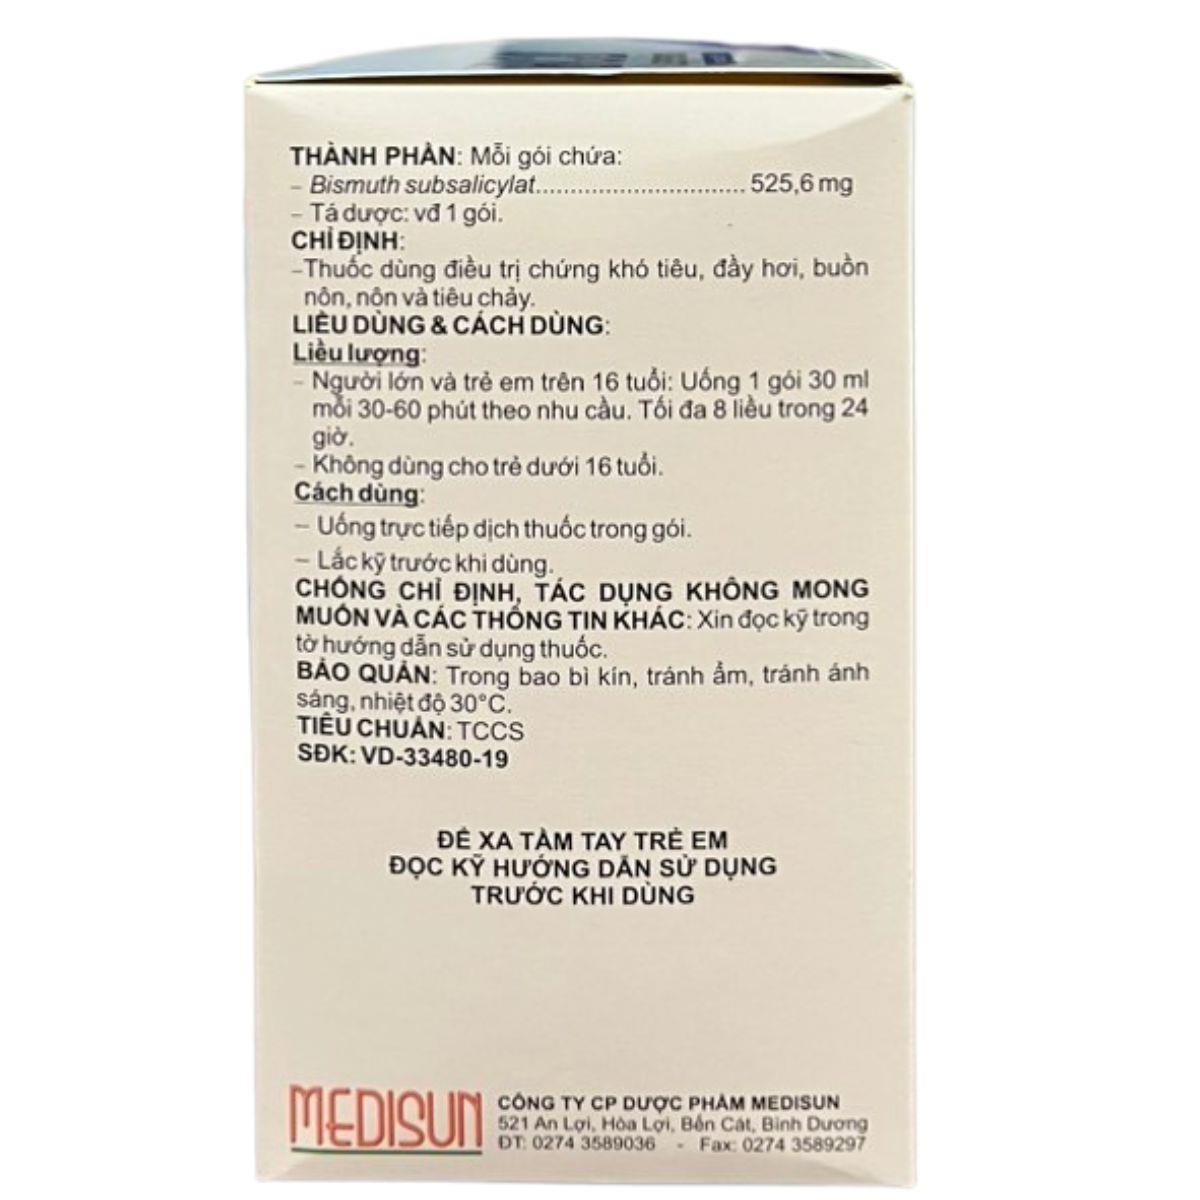 THÀNH PHẦN: Mỗi gói chứa:
– Bismuth subsalicylat............................... 525,6 mg
– Tá dược: vđ 1 gói.
CHỈ ĐỊNH:
–Thuốc dùng điều trị chứng khó tiêu, đầy hơi, buồn
nôn, nôn và tiêu chảy.
LIỀU DÙNG & CÁCH DÙNG:
Liều lượng:
– Người lớn và trẻ em trên 16 tuổi: Uống 1 gói 30 ml
mỗi 30-60 phút theo nhu cầu. Tối đa 8 liều trong 24
giờ.
– Không dùng cho trẻ dưới 16 tuổi.
Cách dùng:
– Uống trực tiếp dịch thuốc trong gói.
– Lắc kỹ trước khi dùng.
CHỐNG CHỈ ĐỊNH, TÁC DỤNG KHÔNG MONG
MUỐN VÀ CÁC THÔNG TIN KHÁC: Xin đọc kỹ trong
tờ hướng dẫn sử dụng thuốc.
BẢO QUẢN: Trong bao bì kín, tránh ẩm, tránh ánh
sáng, nhiệt độ 30°C.
TIÊU CHUẨN: TCCS
SĐK: VD-33480-19
ĐỂ XA TẦM TAY TRẺ EM
ĐỌC KỸ HƯỚNG DẪN SỬ DỤNG
TRƯỚC KHI DÙNG
MEDISUN
CÔNG TY CP DƯỢC PHẨM MEDISUN
521 An Lợi, Hòa Lợi, Bến Cát, Bình Dương
ĐT: 0274 3589036 - Fax: 0274 3589297